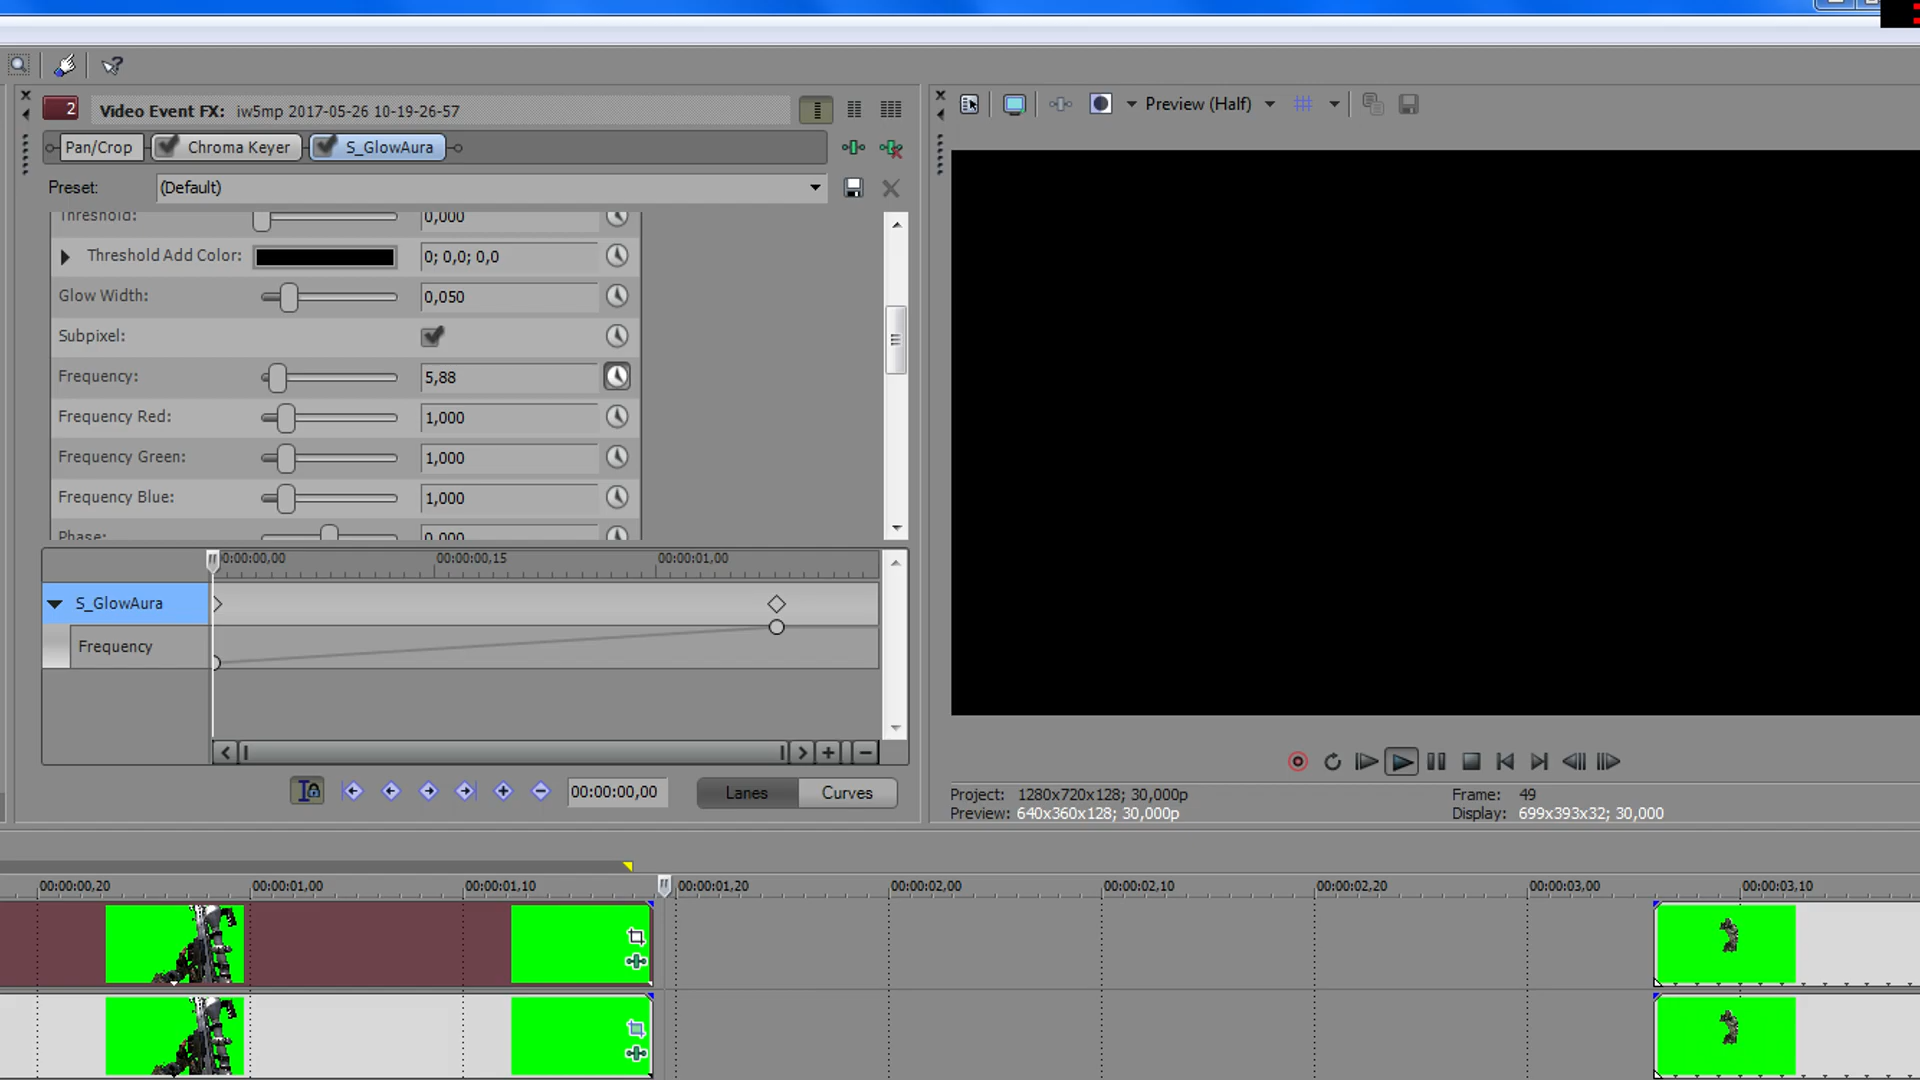 2 Video Event FX: iw5mp 2017-05-26 10-19-26-57
Pan/Crop Chroma Keyer S_GlowAura
Preset: (Default)
Threshold: 0,000
Threshold Add Color: 0; 0,0; 0,0
Glow Width: 0,050
Subpixel:
Frequency: 5,88
Frequency Red: 1,000
Frequency Green: 1,000
Frequency Blue: 1,000
Phase: 0,000
00:00:00,00 00:00:00,15 00:00:01,00
S_GlowAura
Frequency
00:00:00,00 Lanes Curves
Preview (Half)
Project: 1280x720x128; 30,000p Frame: 49
Preview: 640x360x128; 30,000p Display: 699x393x32; 30,000
00:00:00,20 00:00:01,00 00:00:01,10 00:00:01,20 00:00:02,00 00:00:02,10 00:00:02,20 00:00:03,00 00:00:03,10